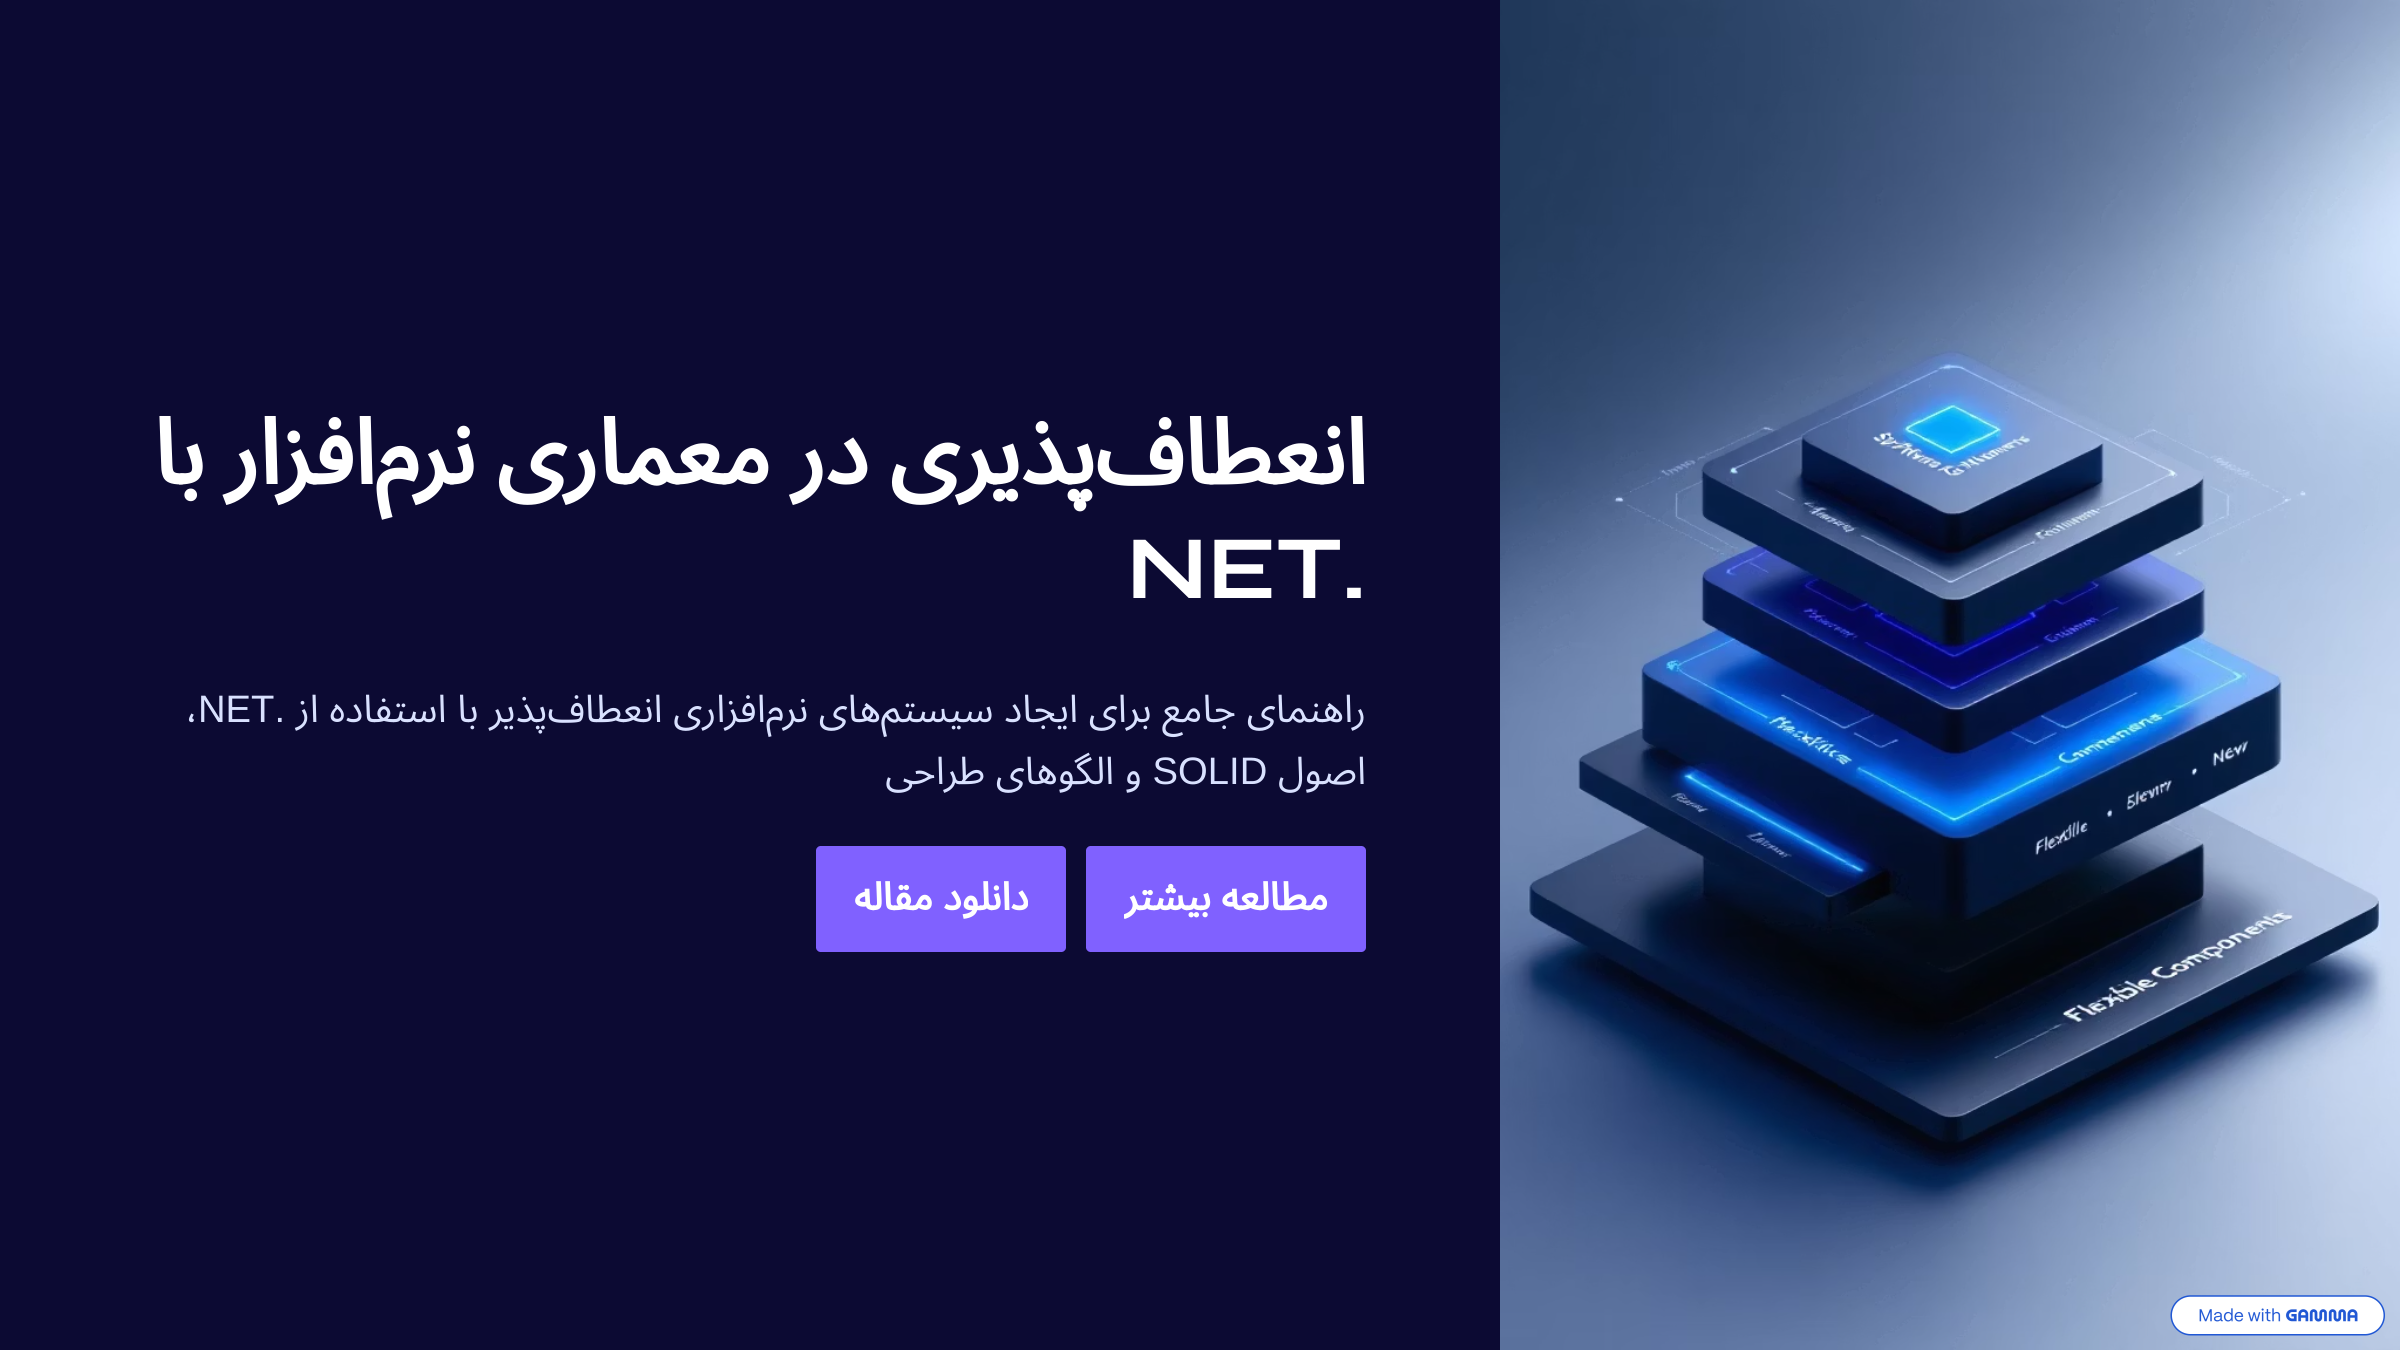 انعطاف‌پذیری در معماری نرم‌افزار با
.NET
راهنمای جامع برای ایجاد سیستم‌های نرم‌افزاری انعطاف‌پذیر با استفاده از .NET،
اصول SOLID و الگوهای طراحی
مطالعه بیشتر
دانلود مقاله
Flexible Components
New
Made with GAMMA